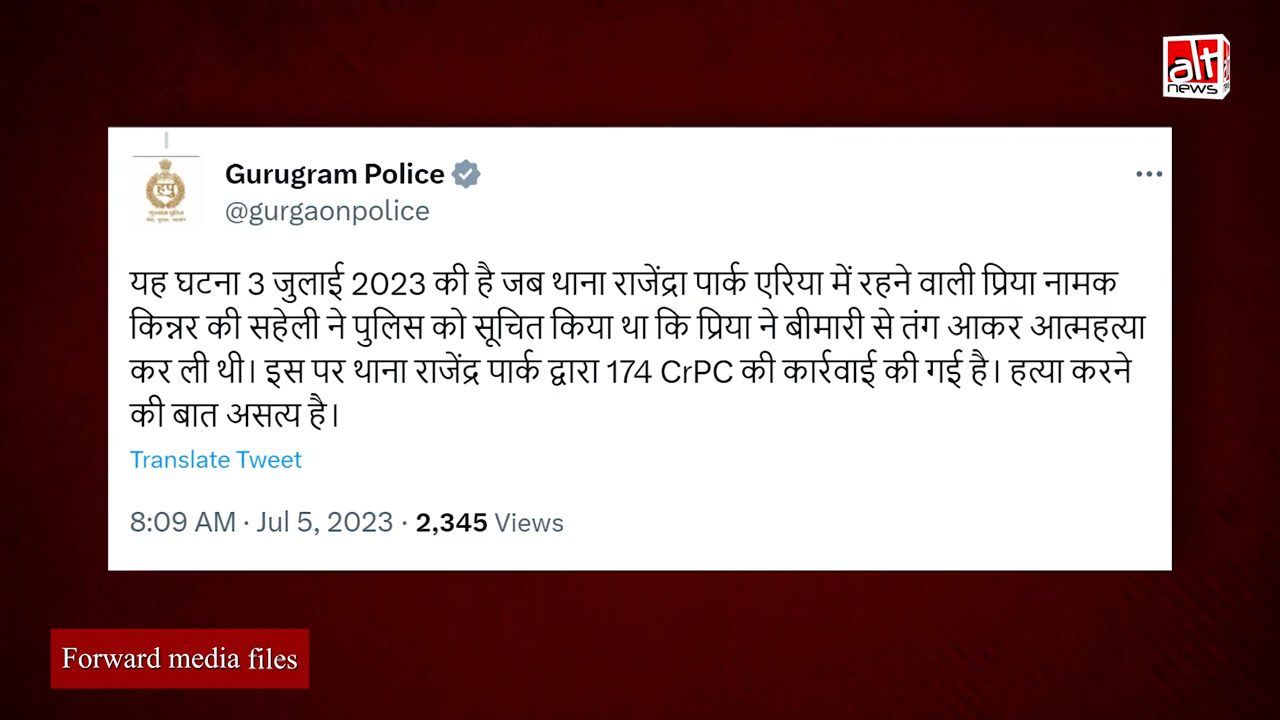 alt
news
Gurugram Police
@gurgaonpolice
यह घटना 3 जुलाई 2023 की है जब थाना राजेंद्रा पार्क एरिया में रहने वाली प्रिया नामक
किन्नर की सहेली ने पुलिस को सूचित किया था कि प्रिया ने बीमारी से तंग आकर आत्महत्या
कर ली थी। इस पर थाना राजेंद्र पार्क द्वारा 174 CrPC की कार्रवाई की गई है। हत्या करने
की बात असत्य है।
Translate Tweet
8:09 AM · Jul 5, 2023 · 2,345 Views
Forward media files